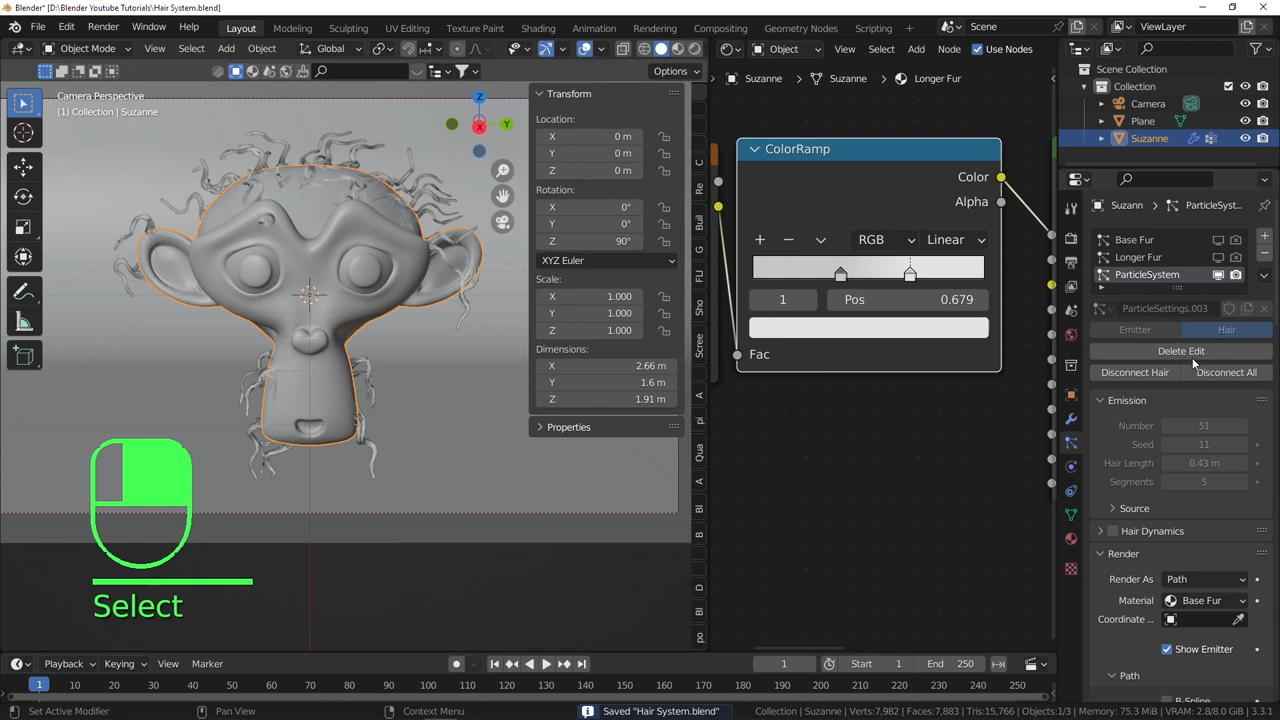 Blender* [D:\Blender Youtube Tutorials\Hair System.blend]
File Edit Render Window Help Layout Modeling Sculpting UV Editing Texture Paint Shading Animation Rendering Compositing Geometry Nodes Scripting Scene ViewLayer
Object Mode View Select Add Object Global Object View Select Add Node Use Nodes
Options
Camera Perspective
(1) Collection | Suzanne
Z
Y
X
Transform
Location:
X 0 m
Y 0 m
Z 0 m
Rotation:
X 0°
Y 0°
Z 90°
XYZ Euler
Scale:
X 1.000
Y 1.000
Z 1.000
Dimensions:
X 2.66 m
Y 1.6 m
Z 1.91 m
Properties
C
Re
Buil
G
FLI
Sho
Scree
A
pi
Qua
A
Bl
B
D
Bl
po
Suzanne Suzanne Longer Fur
ColorRamp
Color
Alpha
RGB Linear
1 Pos 0.679
Fac
Scene Collection
Collection
Camera
Plane
Suzanne
Suzann ParticleSyst...
Base Fur
Longer Fur
ParticleSystem
ParticleSettings.003
Emitter Hair
Delete Edit
Disconnect Hair Disconnect All
Emission
Number 51
Seed 11
Hair Length 0.43 m
Segments 5
Source
Hair Dynamics
Render
Render As Path
Material Base Fur
Coordinate ...
Show Emitter
Path
B-Spline
Select
Playback Keying View Marker 1 Start 1 End 250
1 10 20 30 40 50 60 70 80 90 100 110 120 130 140 150 160 170 180 190 200 210 220 230 240 250
Set Active Modifier Pan View Context Menu Saved "Hair System.blend" Collection | Suzanne | Verts:7,982 | Faces:7,883 | Tris:15,766 | Objects:1/3 | Memory: 75.3 MiB | VRAM: 2.8/8.0 GiB | 3.3.1